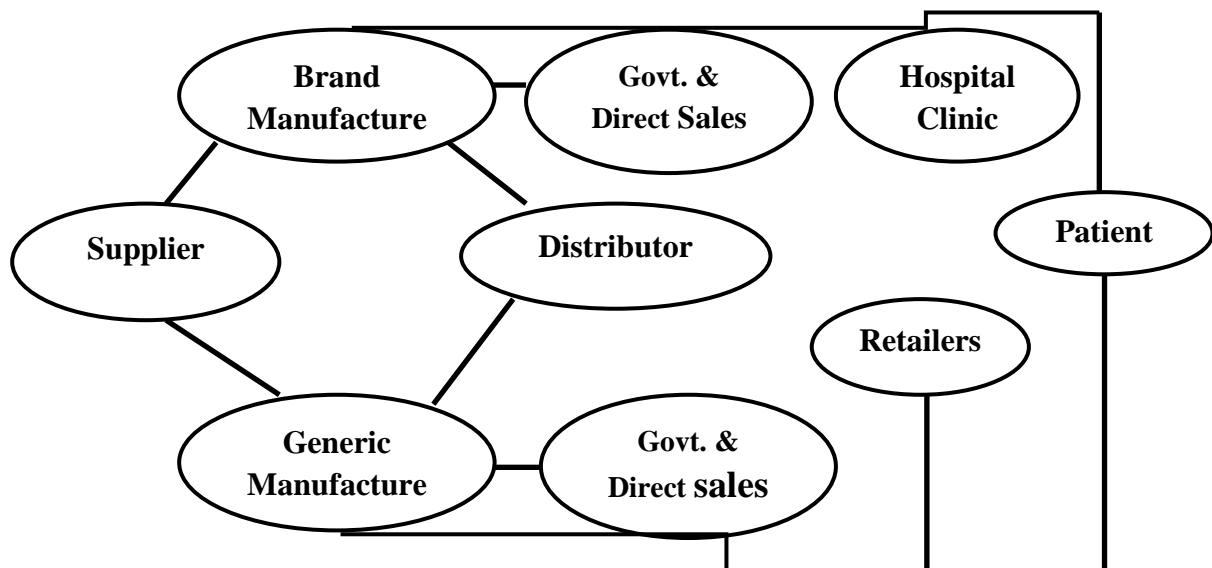 Brand
Manufacture
Govt. &
Direct Sales
Hospital
Clinic
Supplier
Distributor
Patient
Retailers
Generic
Manufacture
Govt. &
Direct sales